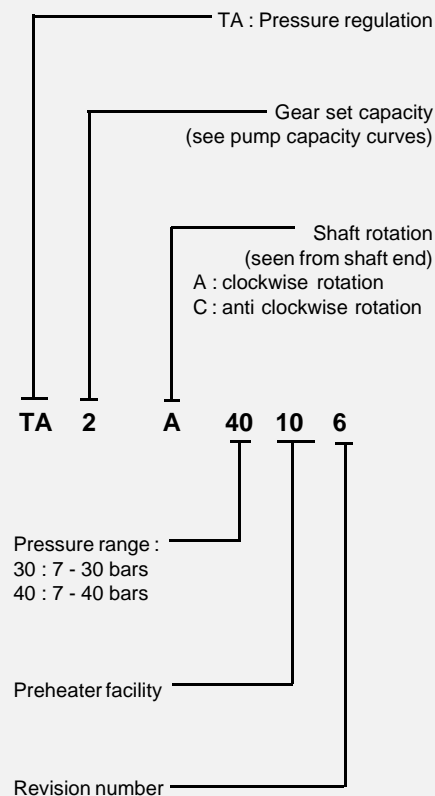 TA : Pressure regulation
Gear set capacity
(see pump capacity curves)
Shaft rotation
(seen from shaft end)
A : clockwise rotation
C : anti clockwise rotation
TA 2 A 40 10 6
Pressure range :
30 : 7 - 30 bars
40 : 7 - 40 bars
Preheater facility
Revision number